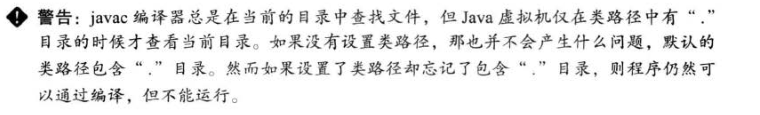 警告：javac 编译器总是在当前的目录中查找文件，但 Java 虚拟机仅在类路径中有 “.”
目录的时候才查看当前目录。如果没有设置类路径，那也并不会产生什么问题，默认的
类路径包含 “.” 目录。然而如果设置了类路径却忘记了包含 “.” 目录，则程序仍然可
以通过编译，但不能运行。